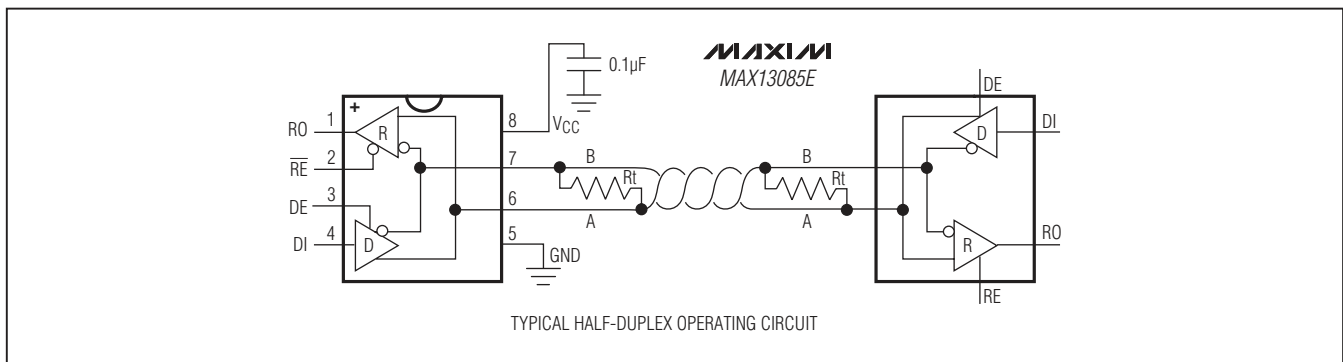 MAXIM
MAX13085E
0.1µF
DE
+
RO 1
R
8 VCC
D
DI
RE 2
7 B
Rt
B
Rt
DE 3
6 A
A
DI 4
D
5 GND
R
RO
RE
TYPICAL HALF-DUPLEX OPERATING CIRCUIT